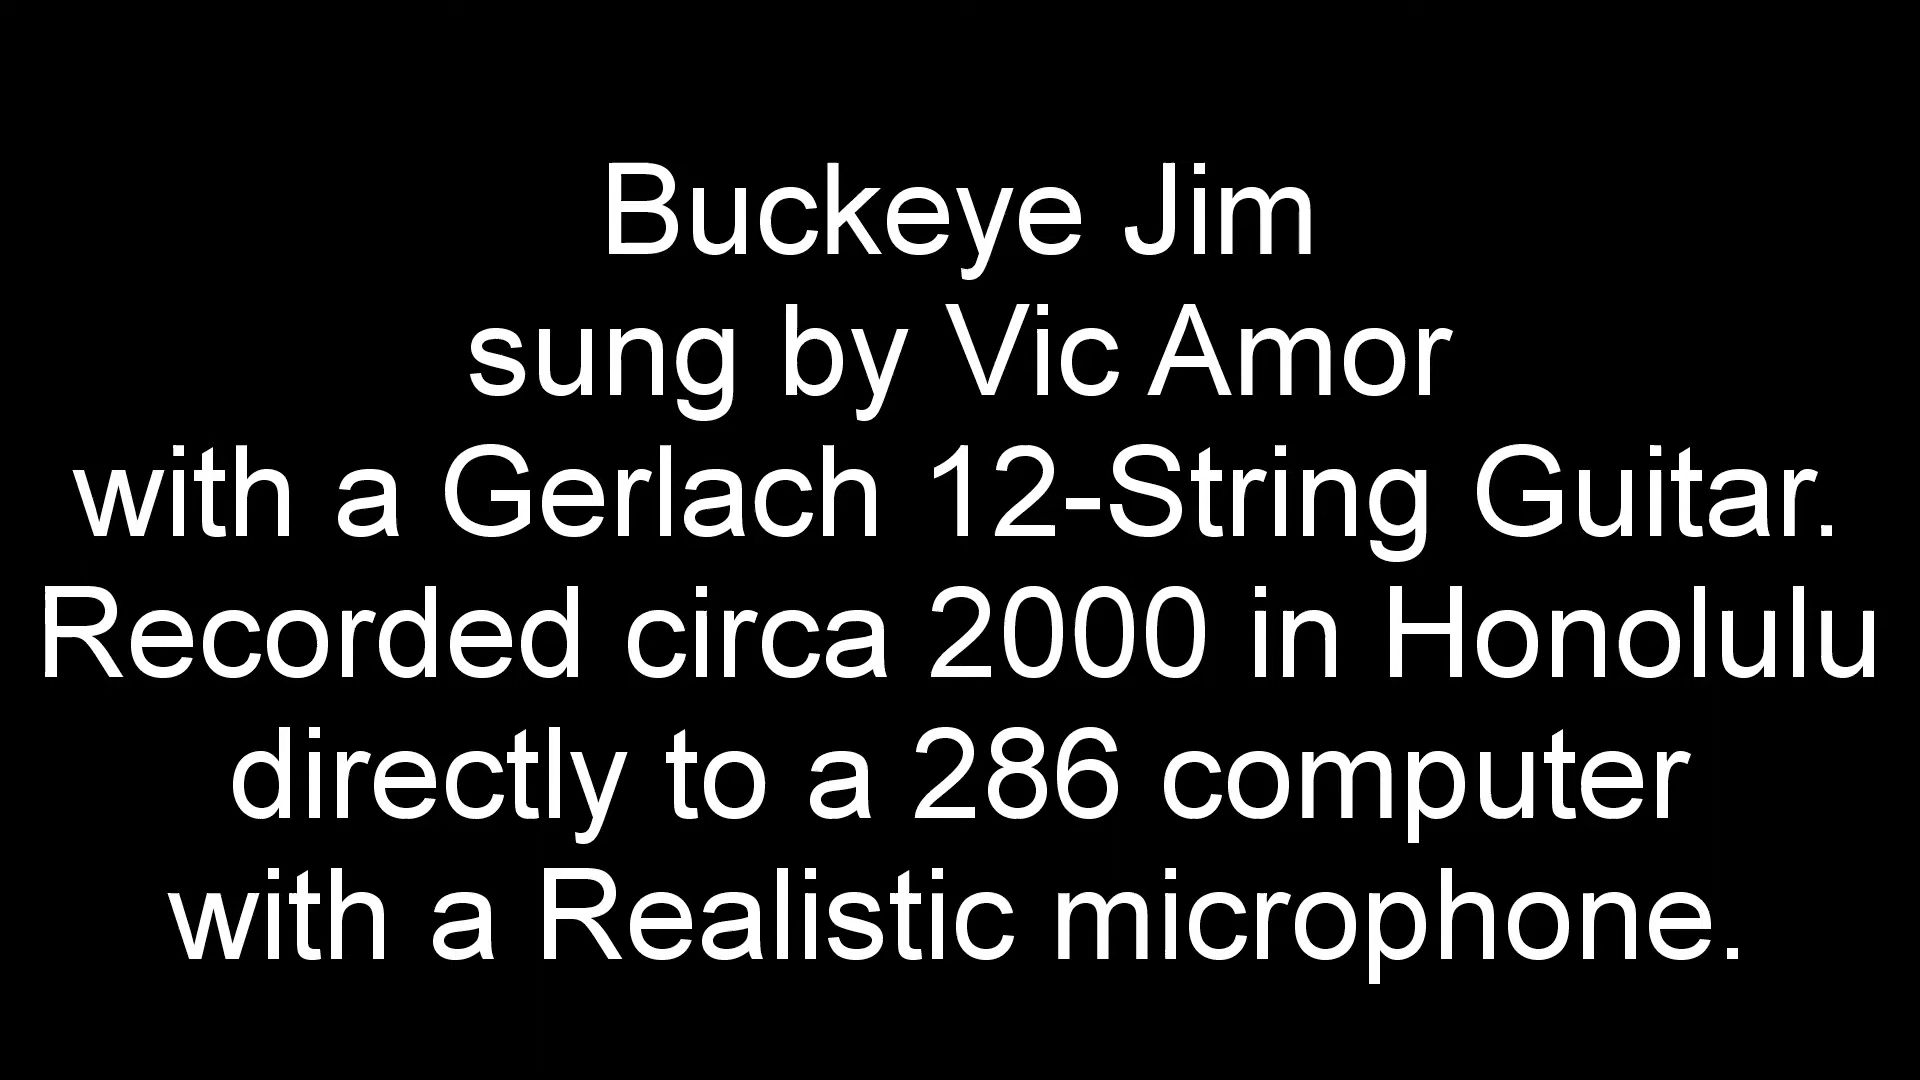 Buckeye Jim
sung by Vic Amor
with a Gerlach 12-String Guitar.
Recorded circa 2000 in Honolulu
directly to a 286 computer
with a Realistic microphone.